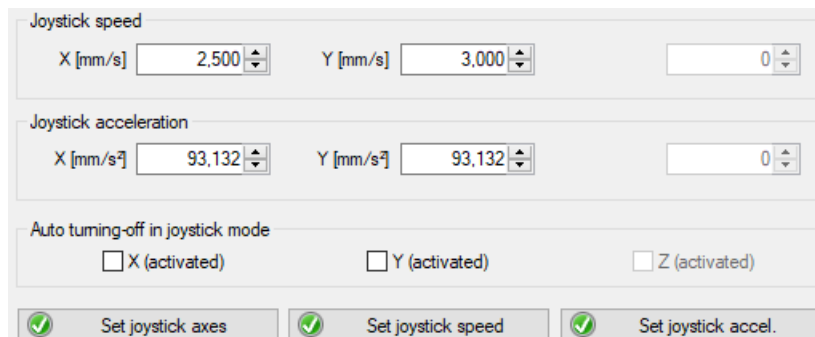 Joystick speed
X [mm/s] 2,500 Y [mm/s] 3,000 0
Joystick acceleration
X [mm/s²] 93,132 Y [mm/s²] 93,132 0
Auto turning-off in joystick mode
X (activated) Y (activated) Z (activated)
Set joystick axes Set joystick speed Set joystick accel.